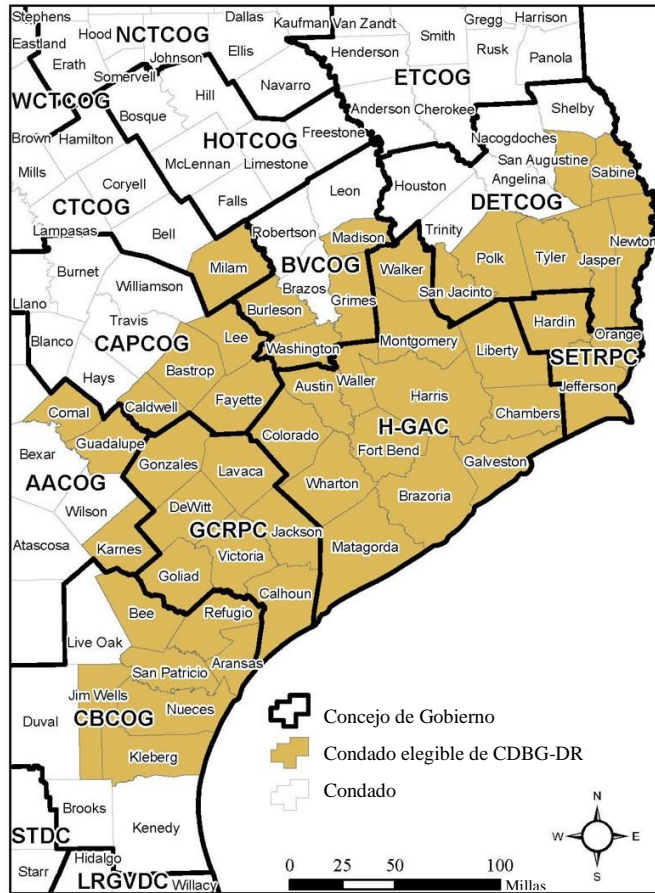 Stephens
Dallas
Kaufman
Van Zandt
Gregg
Harrison
Hood
NCTCOG
Smith
Eastland
Johnson
Ellis
Henderson
Rusk
Panola
Erath
Somervell
Navarro
ETCOG
WCTCOG
Hill
Bosque
Anderson
Cherokee
Shelby
Brown
Hamilton
HOTCOG
Freestone
Nacogdoches
McLennan
Limestone
San Augustine
Mills
Coryell
Leon
Houston
Angelina
Sabine
CTCOG
Falls
DETCOG
Lampasas
Bell
Robertson
Madison
Trinity
Newton
Burnet
Milam
BVCOG
Walker
Polk
Tyler
Jasper
Williamson
Brazos
San Jacinto
Llano
Burleson
Grimes
Hardin
Travis
Orange
Blanco
CAPCOG
Lee
Washington
Montgomery
Liberty
SETRPC
Bastrop
Hays
Austin
Waller
Jefferson
Caldwell
Fayette
Harris
Chambers
Comal
Colorado
H-GAC
Guadalupe
Fort Bend
Bexar
Gonzales
Lavaca
Galveston
AACOG
Wharton
Brazoria
Wilson
DeWitt
GCRPC
Jackson
Atascosa
Karnes
Victoria
Matagorda
Goliad
Calhoun
Bee
Refugio
Live Oak
Aransas
San Patricio
Jim Wells
Nueces
Duval
CBCOG
Kleberg
Brooks
Kenedy
STDC
Hidalgo
Starr
LRGVDC
Willacy
Concejo de Gobierno
Condado elegible de CDBG-DR
Condado
N
W
E
S
0 25 50 100
Millas